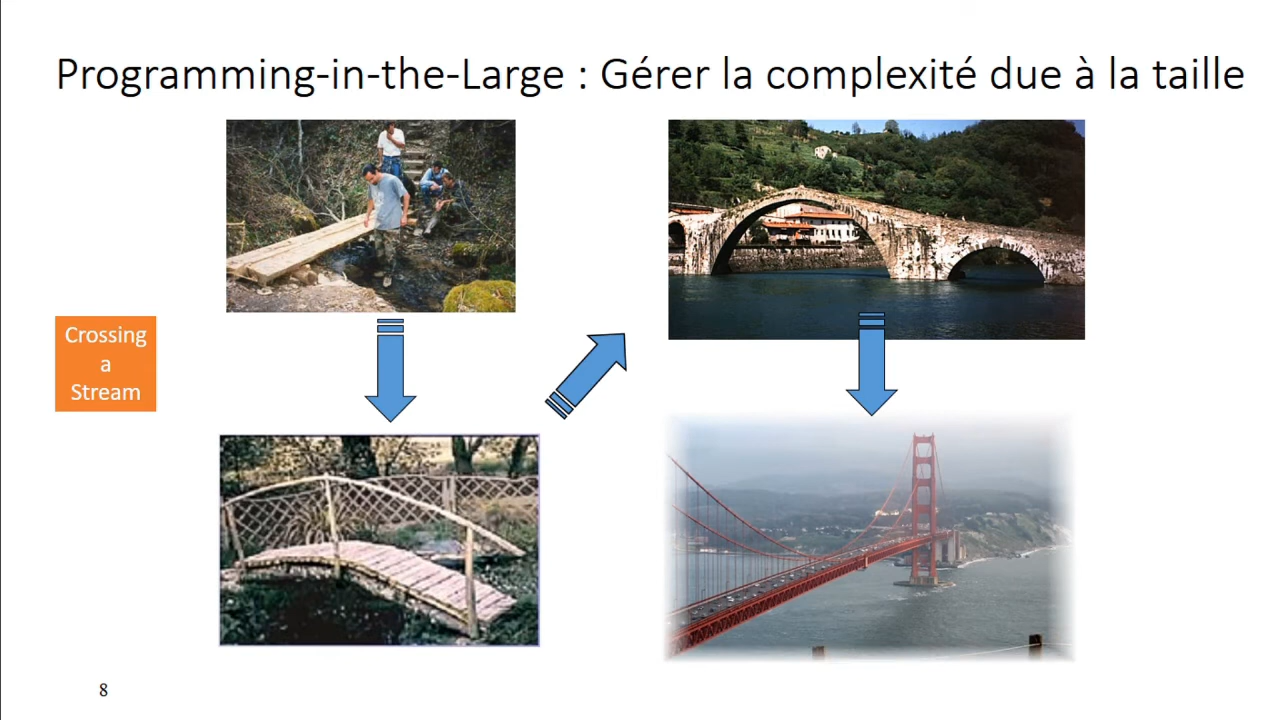 Programming-in-the-Large : Gérer la complexité due à la taille
Crossing
a
Stream
8